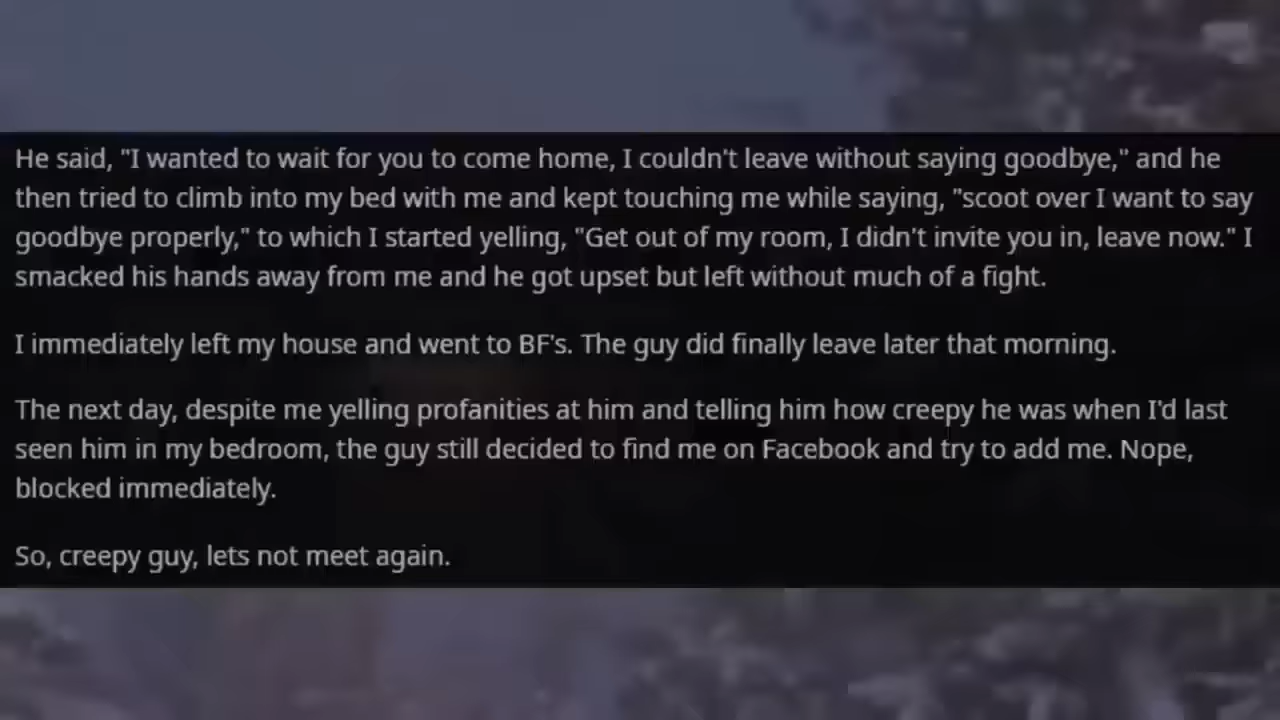 He said, "I wanted to wait for you to come home, I couldn't leave without saying goodbye," and he
then tried to climb into my bed with me and kept touching me while saying, "scoot over I want to say
goodbye properly," to which I started yelling, "Get out of my room, I didn't invite you in, leave now." I
smacked his hands away from me and he got upset but left without much of a fight.
I immediately left my house and went to BF's. The guy did finally leave later that morning.
The next day, despite me yelling profanities at him and telling him how creepy he was when I'd last
seen him in my bedroom, the guy still decided to find me on Facebook and try to add me. Nope,
blocked immediately.
So, creepy guy, lets not meet again.